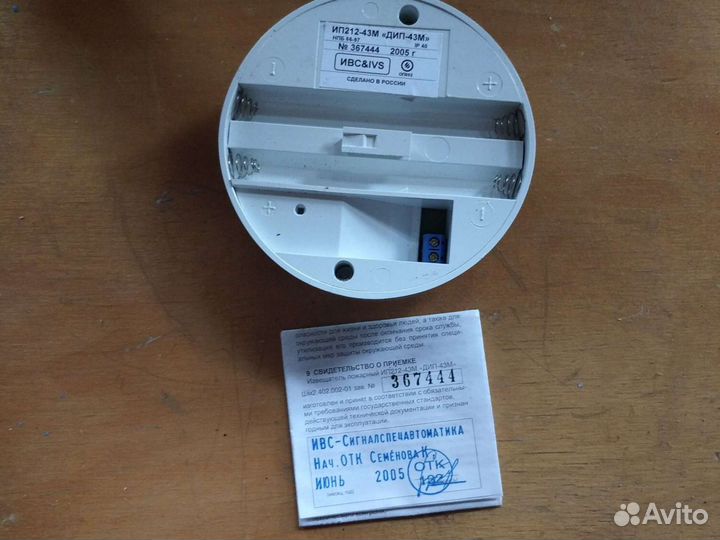 ИП212-43М «ДИП-43М»
НПБ 66-97 IP 40
№ 367444 2005 г
ИВС&IVS
ОП002
СДЕЛАНО В РОССИИ
+
+
опасности для жизни и здоровья людей, а также для
окружающей среды после окончания срока службы,
утилизация его производится без принятия специ-
альных мер защиты окружающей среды.
9 СВИДЕТЕЛЬСТВО О ПРИЕМКЕ
Извещатель пожарный ИП212-43М «ДИП-43М»
зав. № 367444
изготовлен и принят в соответствии с обязательны-
ми требованиями государственных стандартов,
действующей технической документации и признан
годным для эксплуатации.
ИВС-Сигналспецавтоматика
Нач. ОТК Семёнова
ИЮНЬ 2005
ОТК
Avito